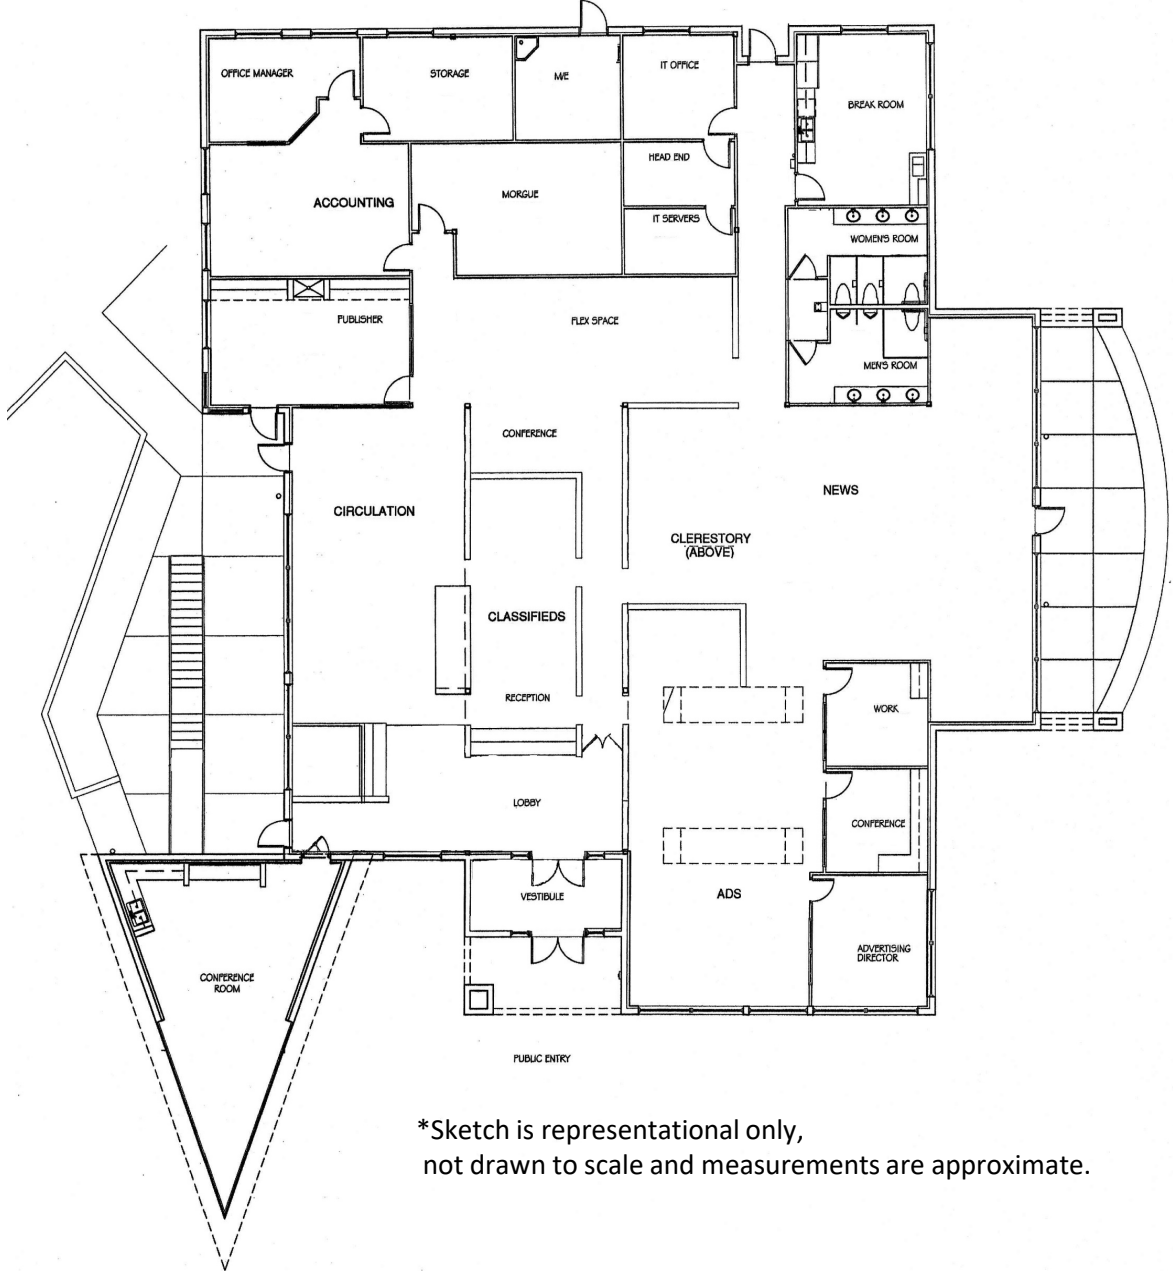 OFFICE MANAGER
STORAGE
M/E
IT OFFICE
BREAK ROOM
HEAD END
MORGUE
ACCOUNTING
IT SERVERS
WOMEN'S ROOM
PUBLISHER
FLEX SPACE
MEN'S ROOM
CONFERENCE
NEWS
CIRCULATION
CLERESTORY
(ABOVE)
CLASSIFIEDS
RECEPTION
WORK
LOBBY
CONFERENCE
VESTIBULE
ADS
ADVERTISING
DIRECTOR
CONFERENCE
ROOM
PUBLIC ENTRY
*Sketch is representational only,
not drawn to scale and measurements are approximate.